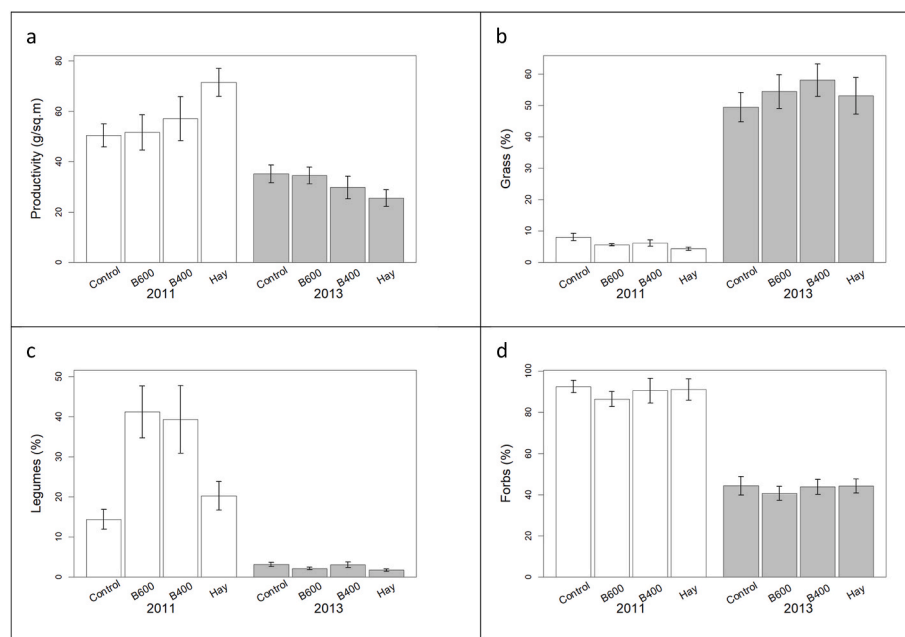 a
Productivity (g/sq.m)
0 20 40 60 80
Control B600 B400 Hay Control B600 B400 Hay
2011 2013
b
Grass (%)
0 10 20 30 40 50 60
Control B600 B400 Hay Control B600 B400 Hay
2011 2013
c
Legumes (%)
0 10 20 30 40 50
Control B600 B400 Hay Control B600 B400 Hay
2011 2013
d
Forbs (%)
0 20 40 60 80 100
Control B600 B400 Hay Control B600 B400 Hay
2011 2013